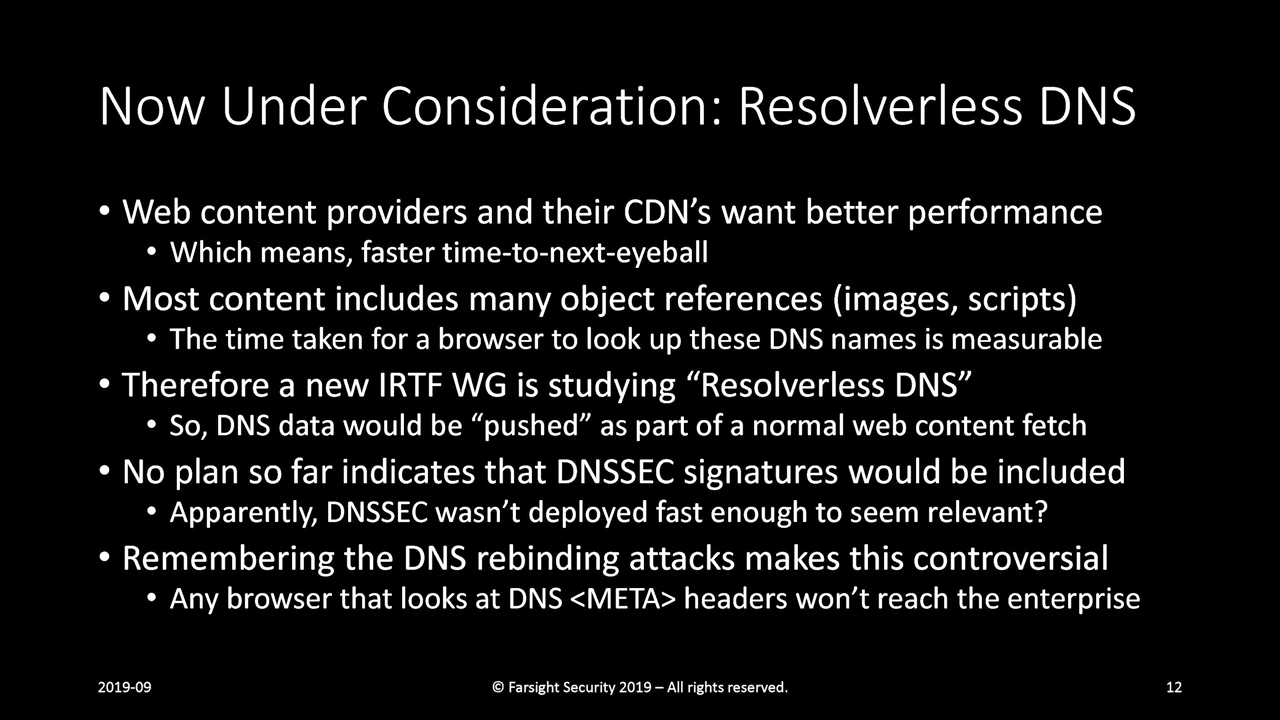 Now Under Consideration: Resolverless DNS
• Web content providers and their CDN’s want better performance
• Which means, faster time-to-next-eyeball
• Most content includes many object references (images, scripts)
• The time taken for a browser to look up these DNS names is measurable
• Therefore a new IRTF WG is studying “Resolverless DNS”
• So, DNS data would be “pushed” as part of a normal web content fetch
• No plan so far indicates that DNSSEC signatures would be included
• Apparently, DNSSEC wasn’t deployed fast enough to seem relevant?
• Remembering the DNS rebinding attacks makes this controversial
• Any browser that looks at DNS <META> headers won’t reach the enterprise
2019-09
© Farsight Security 2019 – All rights reserved.
12